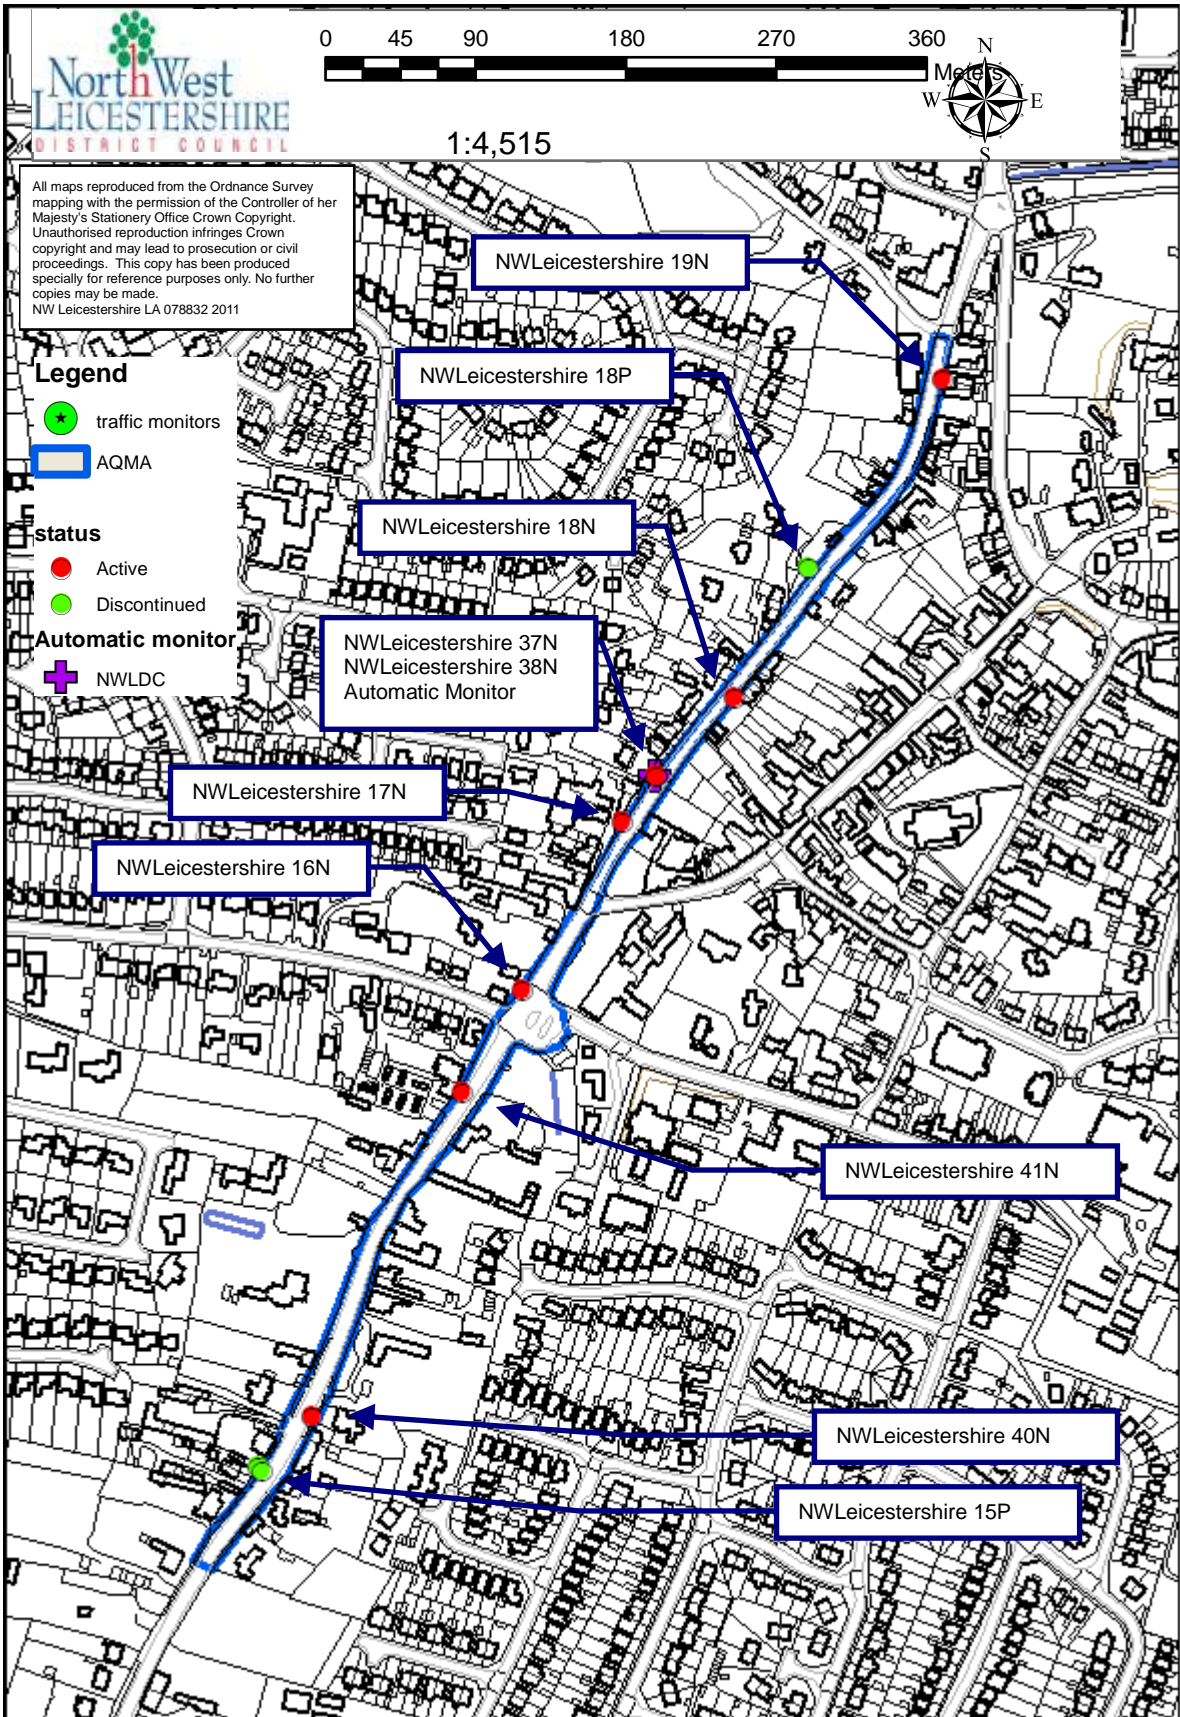 NorthWest
LEICESTERSHIRE
DISTRICT COUNCIL
0 45 90 180 270 360
Meters
1:4,515
N
W E
S
All maps reproduced from the Ordnance Survey
mapping with the permission of the Controller of her
Majesty's Stationery Office Crown Copyright.
Unauthorised reproduction infringes Crown
copyright and may lead to prosecution or civil
proceedings. This copy has been produced
specially for reference purposes only. No further
copies may be made.
NW Leicestershire LA 078832 2011
Legend
traffic monitors
AQMA
status
Active
Discontinued
Automatic monitor
NWLDC
NWLeicestershire 19N
NWLeicestershire 18P
NWLeicestershire 18N
NWLeicestershire 37N
NWLeicestershire 38N
Automatic Monitor
NWLeicestershire 17N
NWLeicestershire 16N
NWLeicestershire 41N
NWLeicestershire 40N
NWLeicestershire 15P